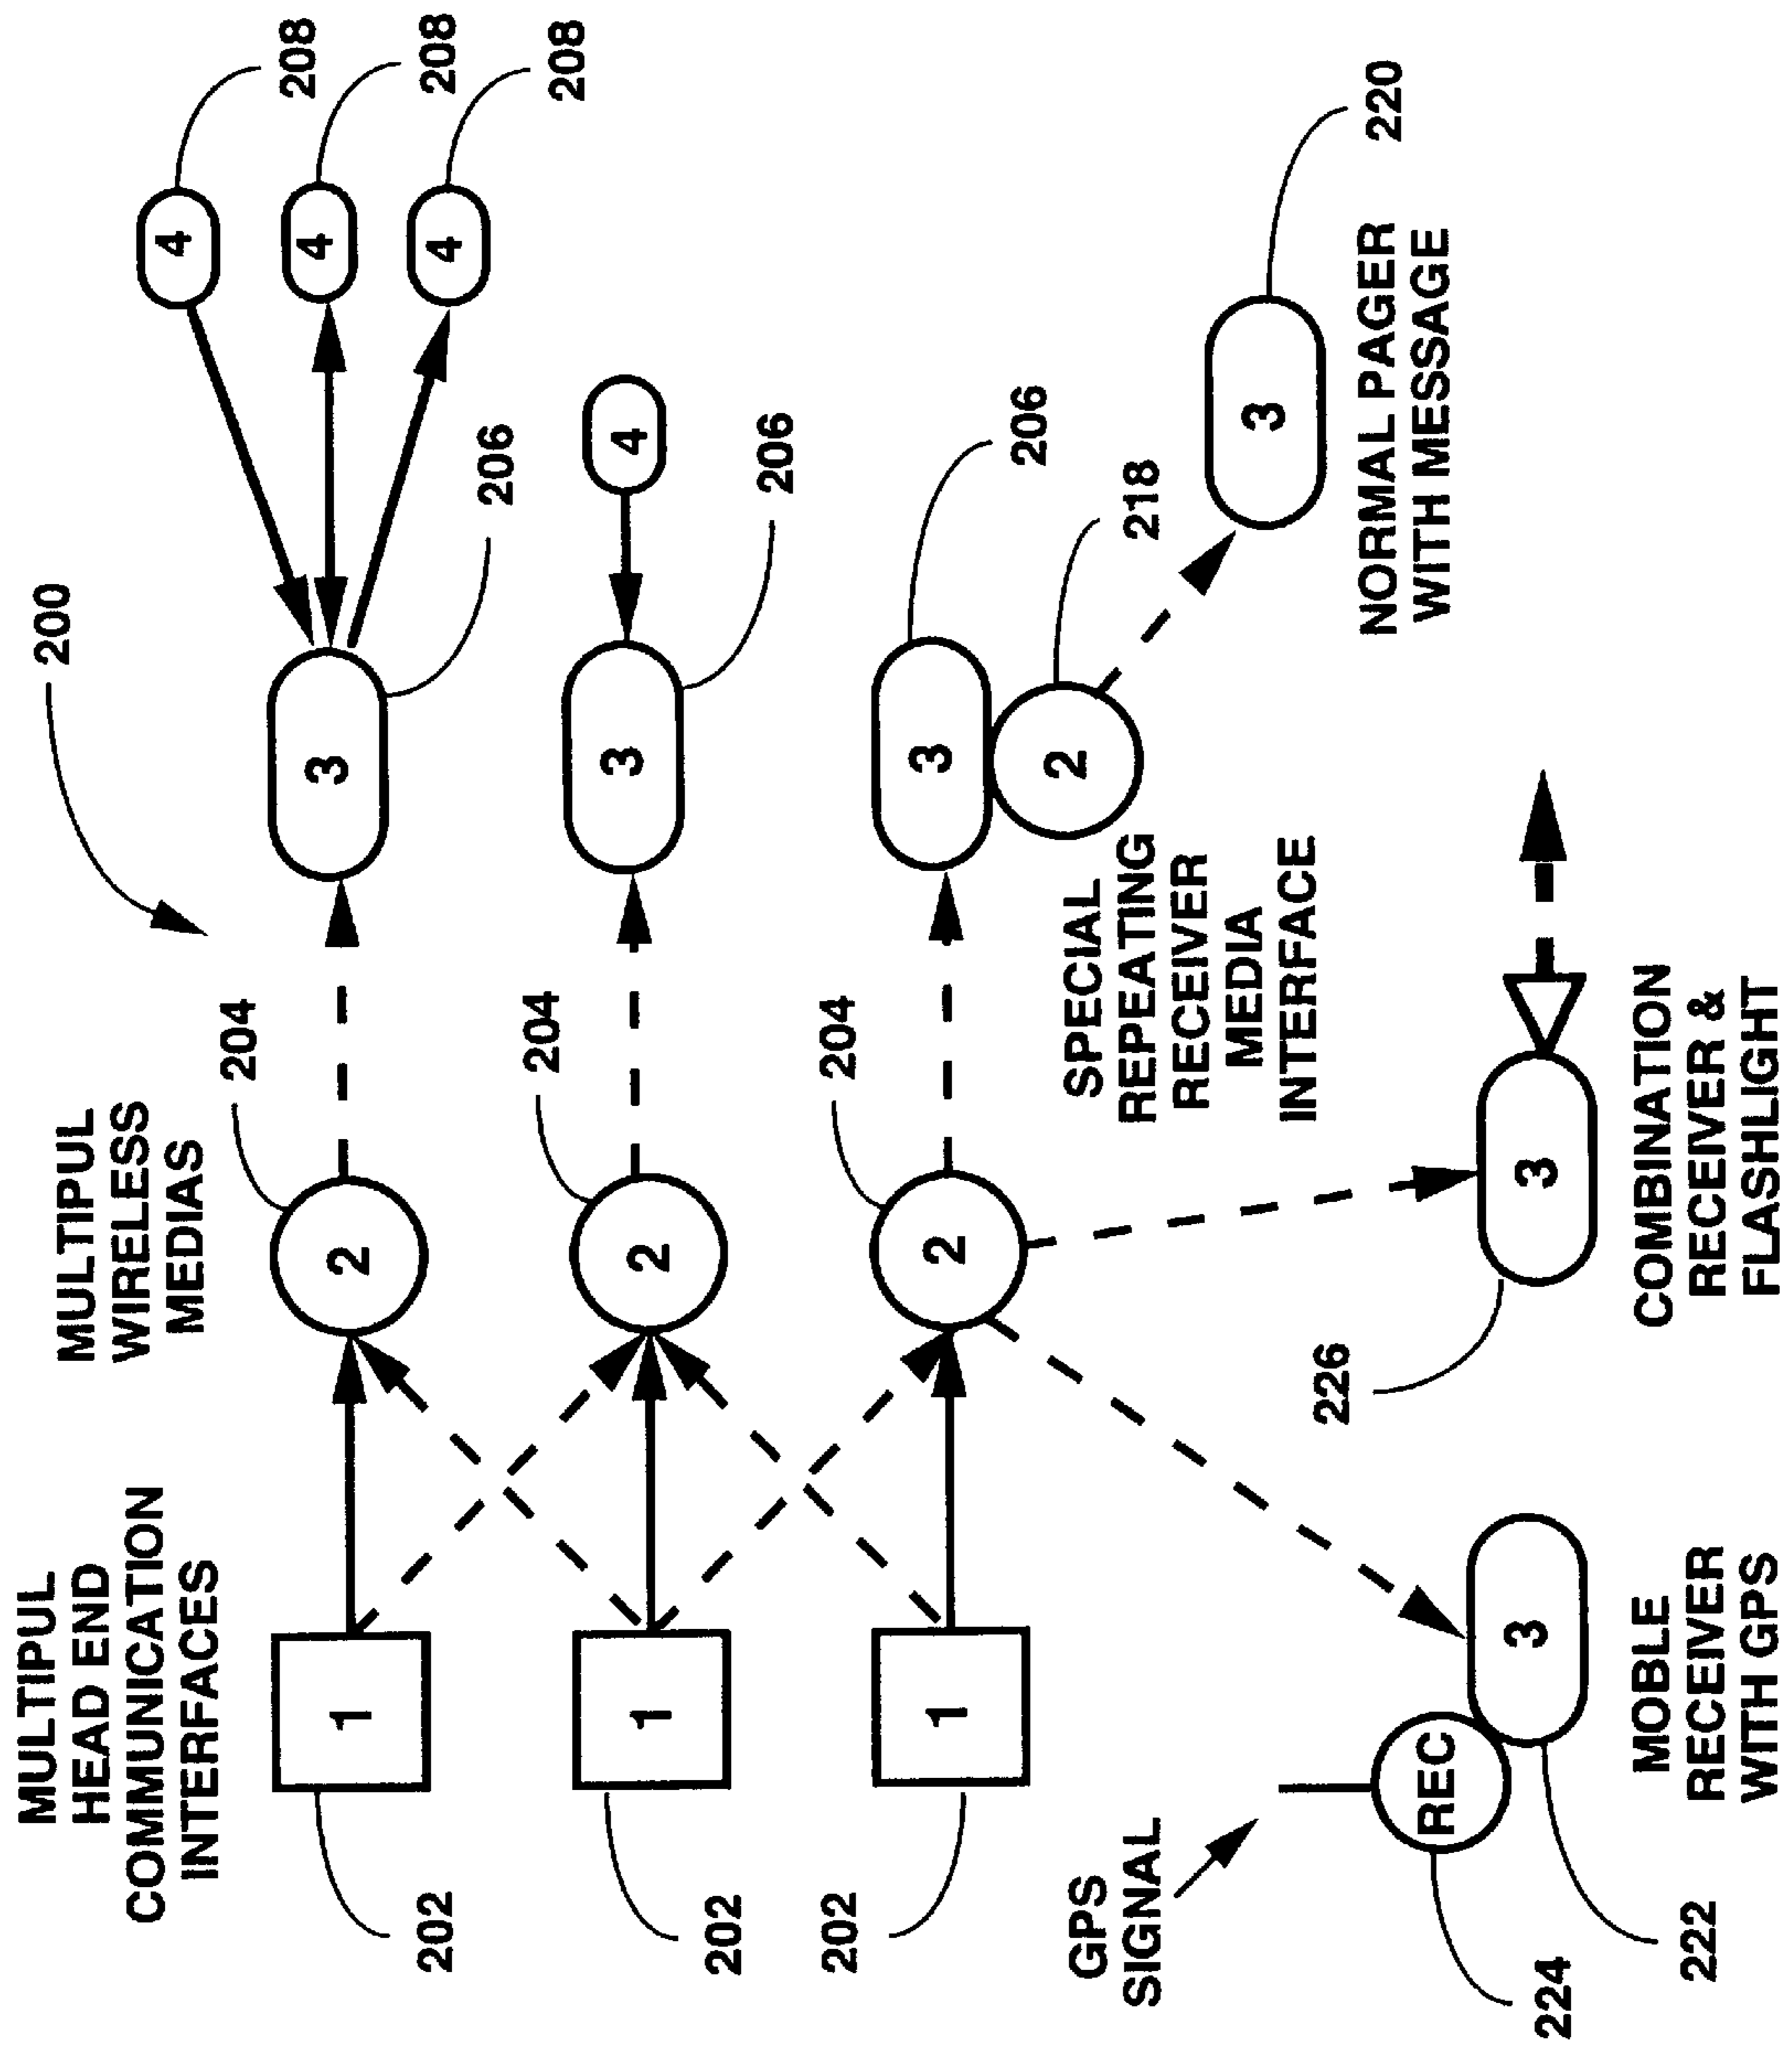 200
MULTIPUL
HEAD END
COMMUNICATION
INTERFACES
MULTIPUL
WIRELESS
MEDIAS
204
1
2
3
4
4
4
208
208
208
202
206
204
1
2
3
4
202
206
204
1
2
3
206
202
2
218
SPECIAL
REPEATING
RECEIVER
MEDIA
INTERFACE
3
220
NORMAL PAGER
WITH MESSAGE
GPS
SIGNAL
REC
224
3
222
MOBLE
RECEIVER
WITH GPS
226
3
COMBINATION
RECEIVER &
FLASHLIGHT